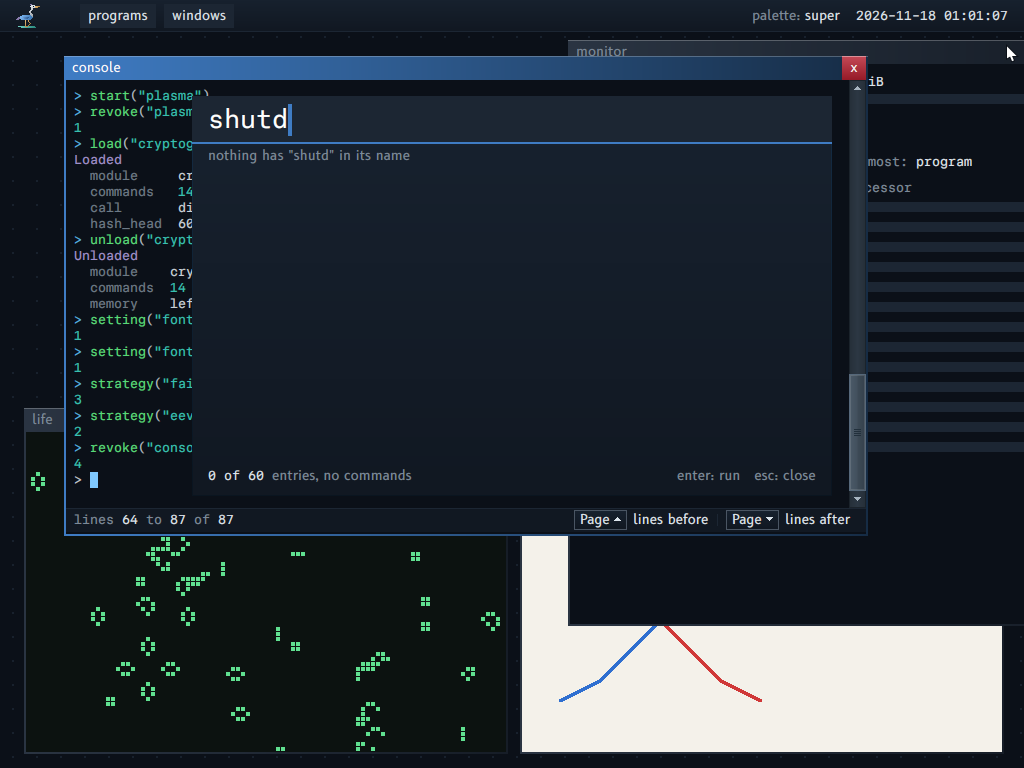 programs windows palette: super 2026-11-18 01:01:07
monitor
console x
iB
> start("plasma")
> revoke("plasm
1
> load("cryptog
Loaded
module cr
commands 14
call di
hash_head 60
> unload("crypt
Unloaded
module cry
commands 14
memory lef
> setting("font
1
> setting("font
1
> strategy("fai
3
> strategy("eev
2
> revoke("conso
4
>
shutd
nothing has "shutd" in its name
0 of 60 entries, no commands enter: run esc: close
most: program
cessor
lines 64 to 87 of 87 Page lines before Page lines after
life